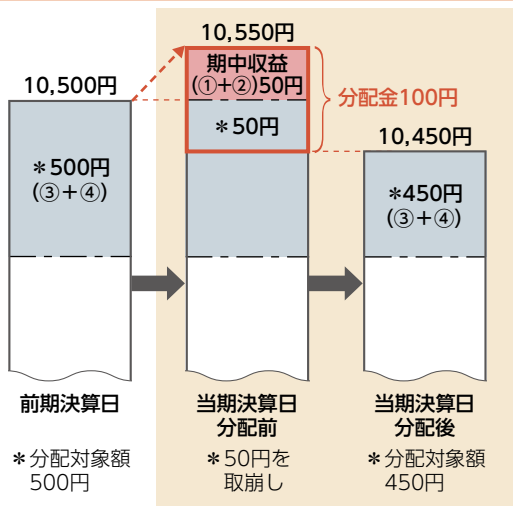 10,550円
期中収益
(①+②)50円
10,500円
分配金100円
*50円
10,450円
*500円
(③+④)
*450円
(③+④)
前期決算日
当期決算日
分配前
当期決算日
分配後
*分配対象額
500円
*50円を
取崩し
*分配対象額
450円